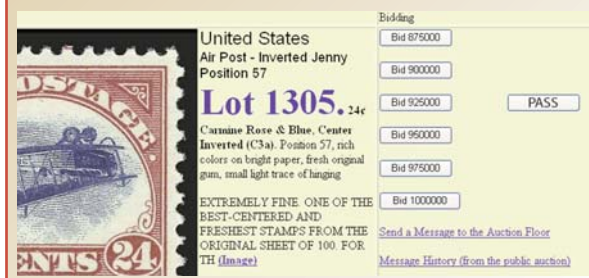 POSTAGE
CENTS 24
United States
Air Post - Inverted Jenny
Position 57
Lot 1305. 24c
Carmine Rose & Blue, Center
Inverted (C3a). Position 57, rich
colors on bright paper, fresh original
gum, small light trace of hinging
EXTREMELY FINE. ONE OF THE
BEST-CENTERED AND
FRESHEST STAMPS FROM THE
ORIGINAL SHEET OF 100. FOR
TH (Image)
Bidding
Bid 875000
Bid 900000
Bid 925000
PASS
Bid 950000
Bid 975000
Bid 1000000
Send a Message to the Auction Floor
Message History (from the public auction)